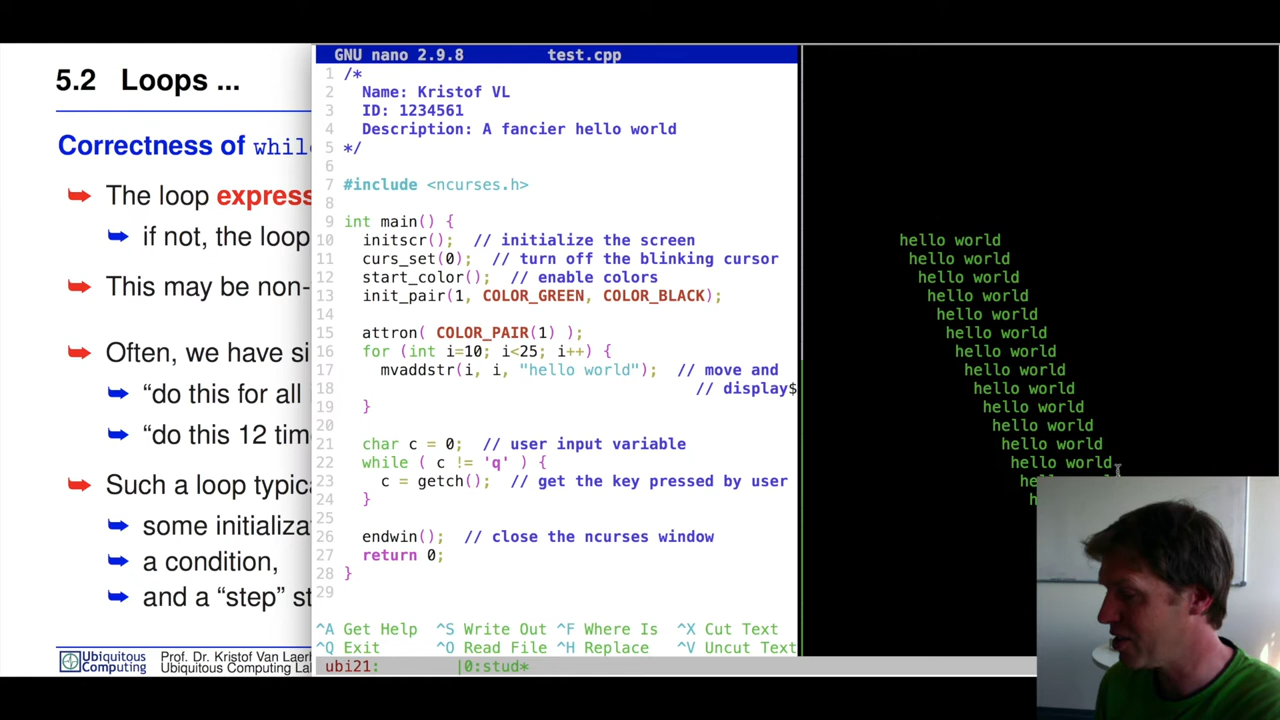 5.2 Loops ...
Correctness of
The loop
if not, the loop
This may be non-
Often, we have
“do this for all
“do this 12
Such a loop
some
a condition,
and a “step”
Ubiquitous
Computing
Prof. Dr. Kristof Van
Ubiquitous Computing
GNU nano 2.9.8 test.cpp
1 /*
2 Name: Kristof VL
3 ID: 1234561
4 Description: A fancier hello world
5 */
6
7 #include <ncurses.h>
8
9 int main() {
10 initscr(); // initialize the screen
11 curs_set(0); // turn off the blinking cursor
12 start_color(); // enable colors
13 init_pair(1, COLOR_GREEN, COLOR_BLACK);
14
15 attron( COLOR_PAIR(1) );
16 for (int i=10; i<25; i++) {
17 mvaddstr(i, i, "hello world"); // move and
18 // display$
19 }
20
21 char c = 0; // user input variable
22 while ( c != 'q' ) {
23 c = getch(); // get the key pressed by user
24 }
25
26 endwin(); // close the ncurses window
27 return 0;
28 }
29
^A Get Help ^S Write Out ^F Where Is ^X Cut Text
^Q Exit ^O Read File ^H Replace ^V Uncut Text
ubi21: |0:stud*
hello world
hello world
hello world
hello world
hello world
hello world
hello world
hello world
hello world
hello world
hello world
hello world
hello world